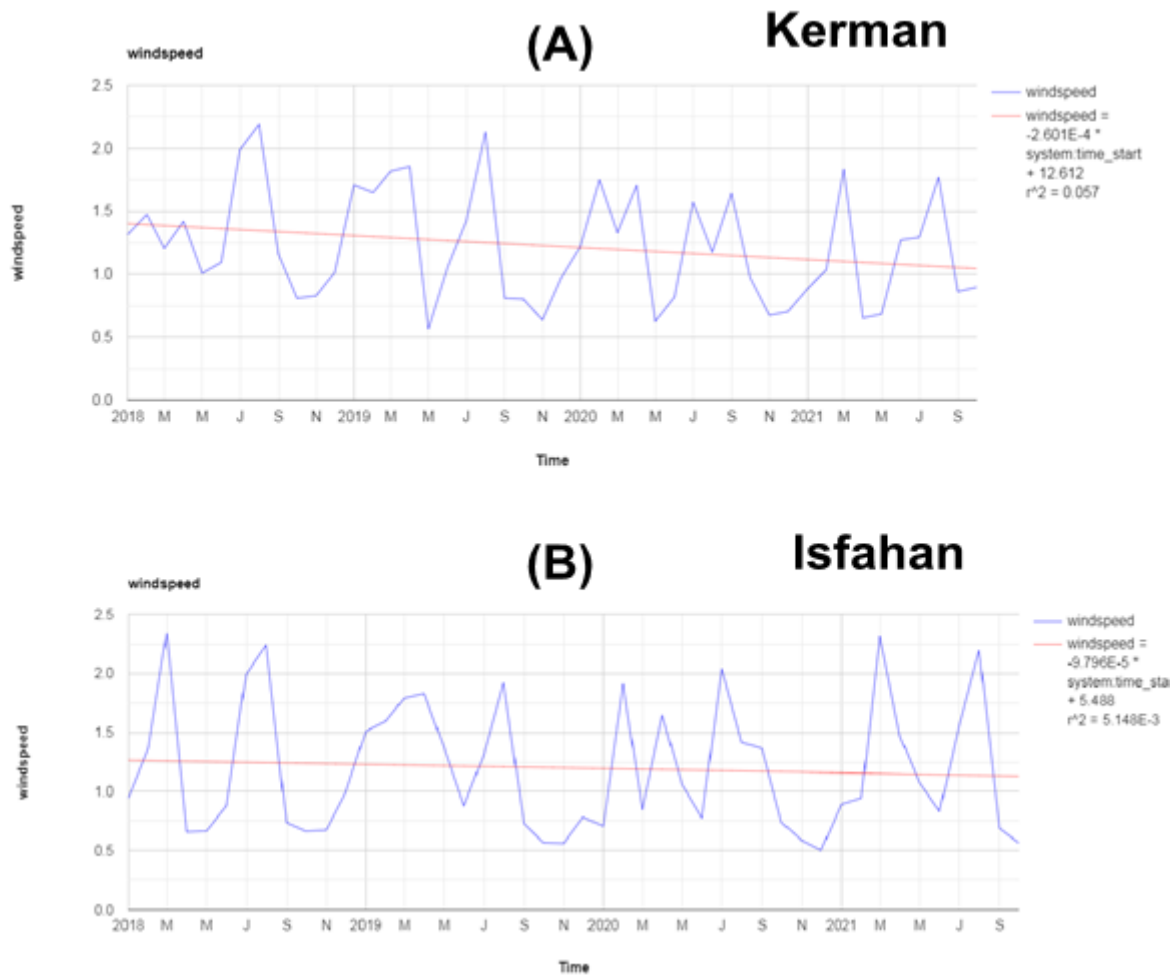 (A)
Kerman
windspeed
2.5
2.0
1.5
1.0
0.5
0.0
windspeed
2018 M M J S N 2019 M M J S N 2020 M M J S N 2021 M M J S
Time
windspeed
windspeed =
-2.601E-4 *
system:time_start
+ 12.612
r^2 = 0.057
(B)
Isfahan
windspeed
2.5
2.0
1.5
1.0
0.5
0.0
windspeed
2018 M M J S N 2019 M M J S N 2020 M M J S N 2021 M M J S
Time
windspeed
windspeed =
-9.796E-5 *
system:time_sta
+ 5.488
r^2 = 5.148E-3